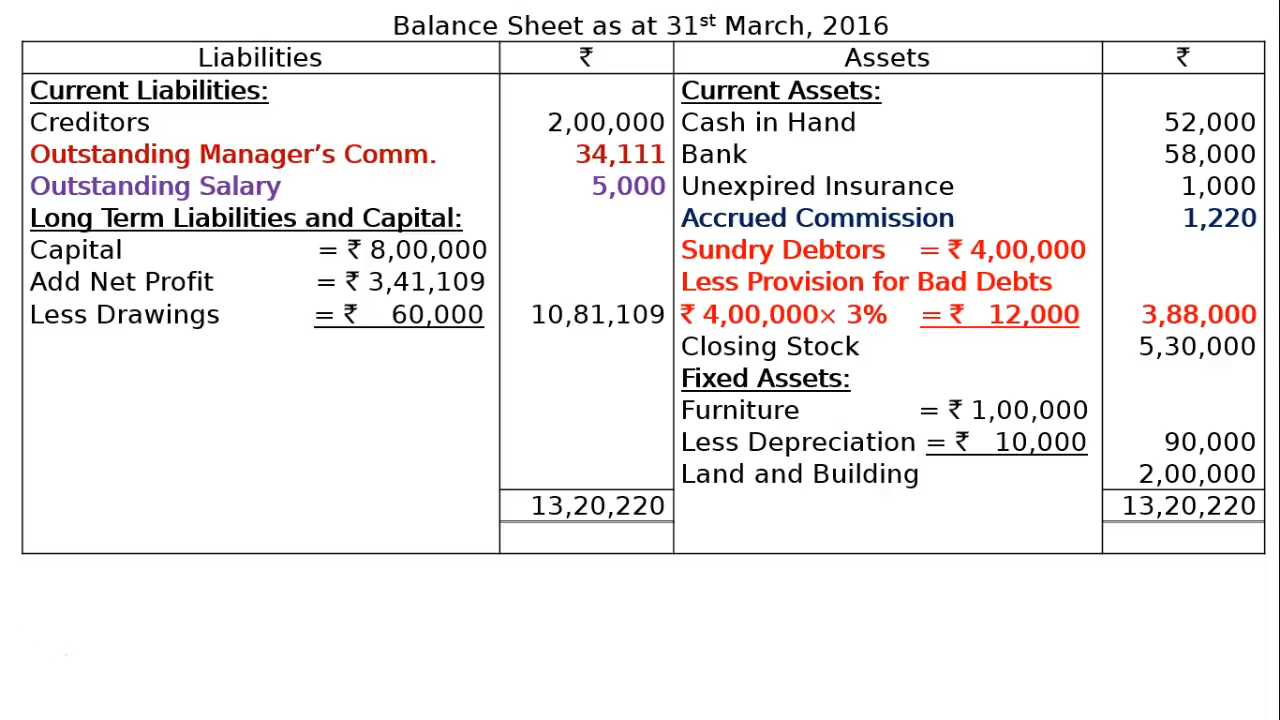 Balance Sheet as at 31st March, 2016
Liabilities ₹ Assets ₹
Current Liabilities: Current Assets:
Creditors 2,00,000 Cash in Hand 52,000
Outstanding Manager’s Comm. 34,111 Bank 58,000
Outstanding Salary 5,000 Unexpired Insurance 1,000
Long Term Liabilities and Capital: Accrued Commission 1,220
Capital = ₹ 8,00,000 Sundry Debtors = ₹ 4,00,000
Add Net Profit = ₹ 3,41,109 Less Provision for Bad Debts
Less Drawings = ₹ 60,000 10,81,109 ₹ 4,00,000× 3% = ₹ 12,000 3,88,000
Closing Stock 5,30,000
Fixed Assets:
Furniture = ₹ 1,00,000
Less Depreciation = ₹ 10,000 90,000
Land and Building 2,00,000
13,20,220 13,20,220